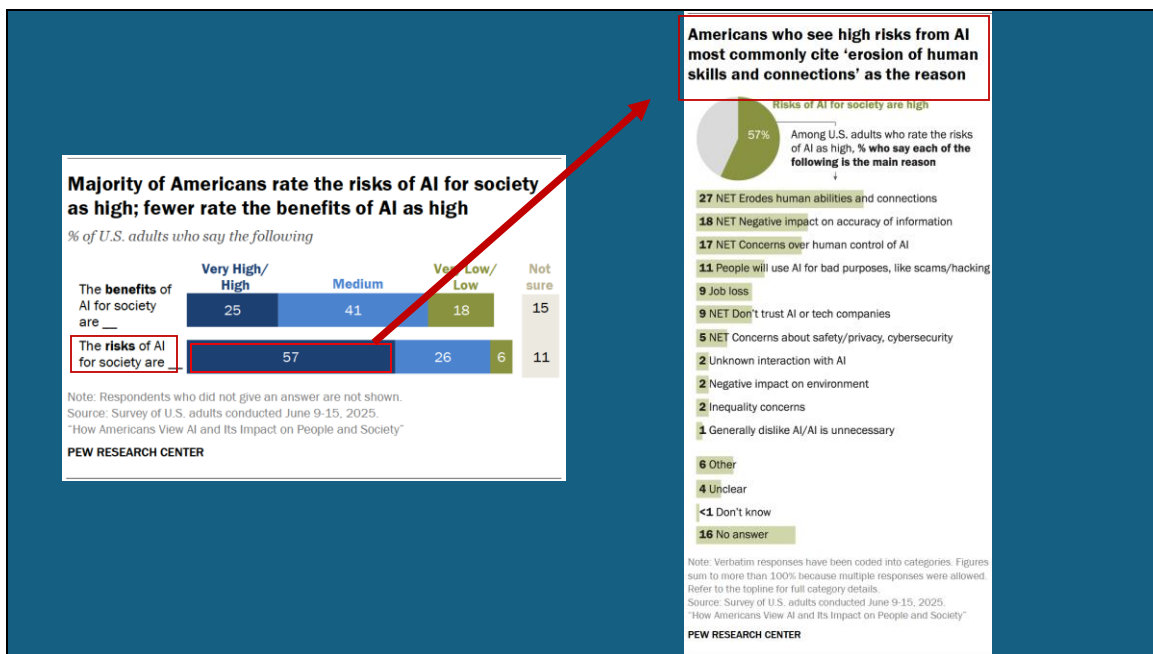 Majority of Americans rate the risks of AI for society
as high; fewer rate the benefits of AI as high
% of U.S. adults who say the following
Very High/
High
Medium
Very Low/
Low
Not
sure
The benefits of
AI for society
are __
25
41
18
15
The risks of AI
for society are __
57
26
6
11
Note: Respondents who did not give an answer are not shown.
Source: Survey of U.S. adults conducted June 9-15, 2025.
"How Americans View AI and Its Impact on People and Society"
PEW RESEARCH CENTER
Americans who see high risks from AI
most commonly cite ‘erosion of human
skills and connections’ as the reason
Risks of AI for society are high
57%
Among U.S. adults who rate the risks
of AI as high, % who say each of the
following is the main reason
27 NET Erodes human abilities and connections
18 NET Negative impact on accuracy of information
17 NET Concerns over human control of AI
11 People will use AI for bad purposes, like scams/hacking
9 Job loss
9 NET Don't trust AI or tech companies
5 NET Concerns about safety/privacy, cybersecurity
2 Unknown interaction with AI
2 Negative impact on environment
2 Inequality concerns
1 Generally dislike AI/AI is unnecessary
6 Other
4 Unclear
<1 Don't know
16 No answer
Note: Verbatim responses have been coded into categories. Figures
sum to more than 100% because multiple responses were allowed.
Refer to the topline for full category details.
Source: Survey of U.S. adults conducted June 9-15, 2025.
"How Americans View AI and Its Impact on People and Society"
PEW RESEARCH CENTER